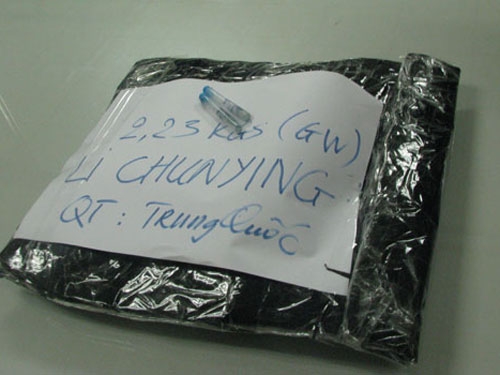 2,23 KGS (GW)
LI CHUNYING
QT : Trung Quốc